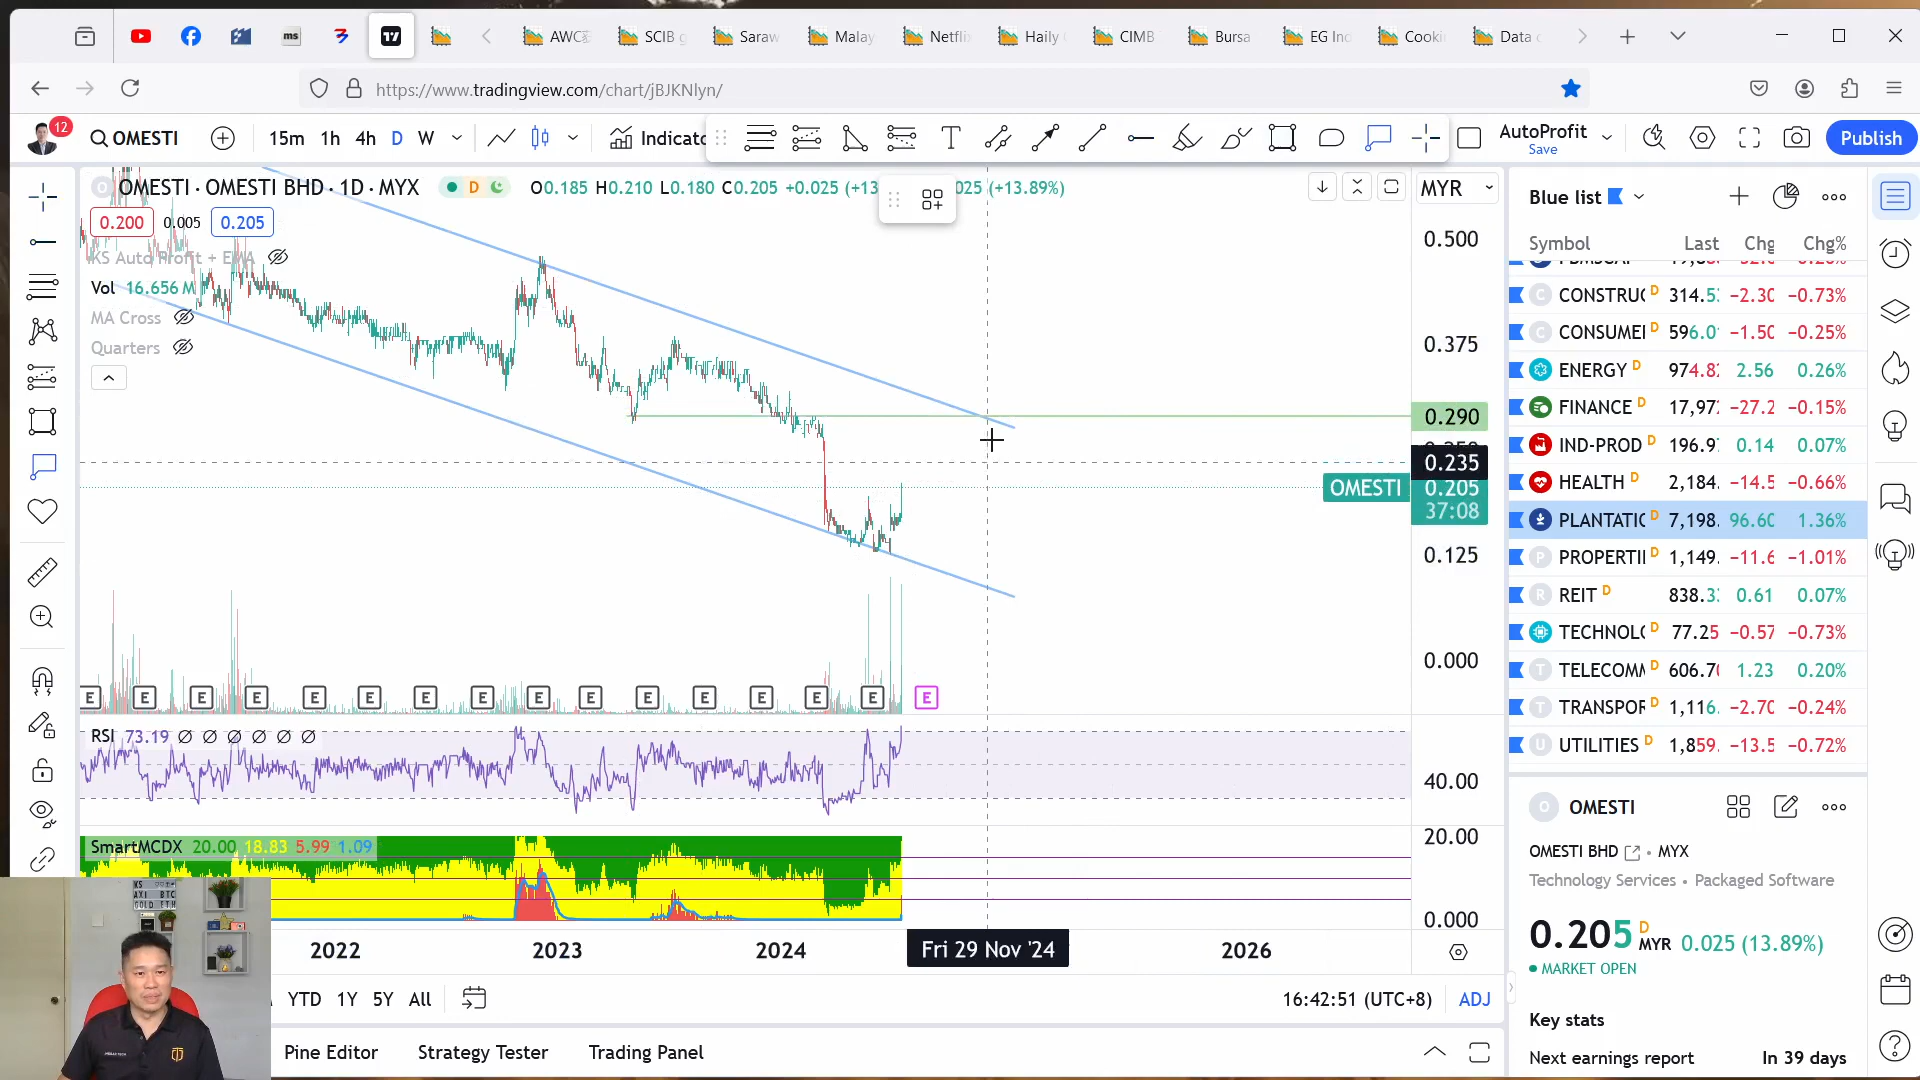 ms
AWC
SCIB g
Saraw
Malay
Netfli
Haily
CIMB
Bursa
EG Ind
Cooki
Data
https://www.tradingview.com/chart/jBJKNlyn/
12
OMESTI
15m 1h 4h D W
Indicato
AutoProfit
Save
Publish
OMESTI · OMESTI BHD · 1D · MYX
D
O0.185 H0.210 L0.180 C0.205 +0.025 (+13
025 (+13.89%)
MYR
0.200 0.005 0.205
KS Auto Profit + EMA
Vol 16.656 M
MA Cross
Quarters
0.500
0.375
0.290
0.235
OMESTI 0.205
37:08
0.125
0.000
E E E E E E E E E E E E E E E E
RSI 73.19 Ø Ø Ø Ø Ø Ø
40.00
SmartMCDX 20.00 18.83 5.99 1.09
20.00
0.000
2022 2023 2024 Fri 29 Nov '24 2026
YTD 1Y 5Y All
16:42:51 (UTC+8) ADJ
Pine Editor Strategy Tester Trading Panel
Blue list
Symbol Last Chg Chg%
CONSTRUC D 314.5 −2.30 −0.73%
CONSUMEI D 596.0 −1.50 −0.25%
ENERGY D 974.8 2.56 0.26%
FINANCE D 17,97 −27.2 −0.15%
IND-PROD D 196.9 0.14 0.07%
HEALTH D 2,184. −14.5 −0.66%
PLANTATIC D 7,198. 96.60 1.36%
PROPERTII D 1,149. −11.6 −1.01%
REIT D 838.3 0.61 0.07%
TECHNOLO D 77.25 −0.57 −0.73%
TELECOMM D 606.7 1.23 0.20%
TRANSPOR D 1,116. −2.70 −0.24%
UTILITIES D 1,859. −13.5 −0.72%
OMESTI
OMESTI BHD • MYX
Technology Services • Packaged Software
0.205 D MYR 0.025 (13.89%)
MARKET OPEN
Key stats
Next earnings report In 39 days
KS
AXI BTC
GOLD ETH